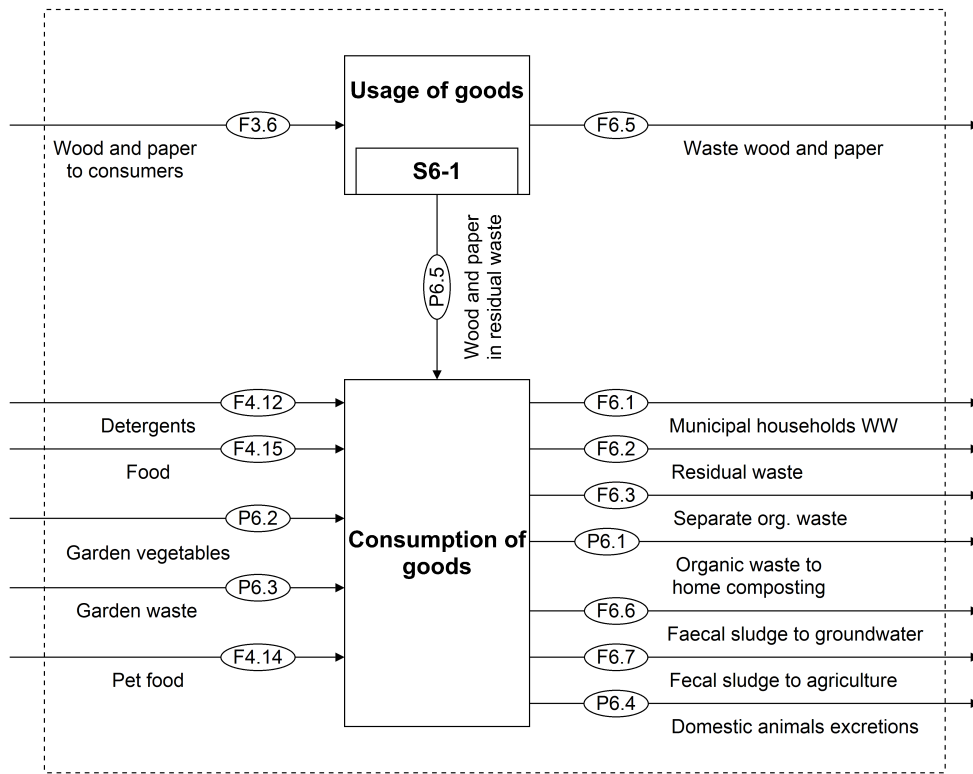 Usage of goods
F3.6
F6.5
Wood and paper
to consumers
Waste wood and paper
S6-1
P6.5
Wood and paper
in residual waste
F4.12
F6.1
Detergents
Municipal households WW
F4.15
F6.2
Food
Residual waste
F6.3
P6.2
Separate org. waste
Consumption of
goods
P6.1
Garden vegetables
Organic waste to
home composting
P6.3
Garden waste
F6.6
Faecal sludge to groundwater
F4.14
F6.7
Pet food
Fecal sludge to agriculture
P6.4
Domestic animals excretions